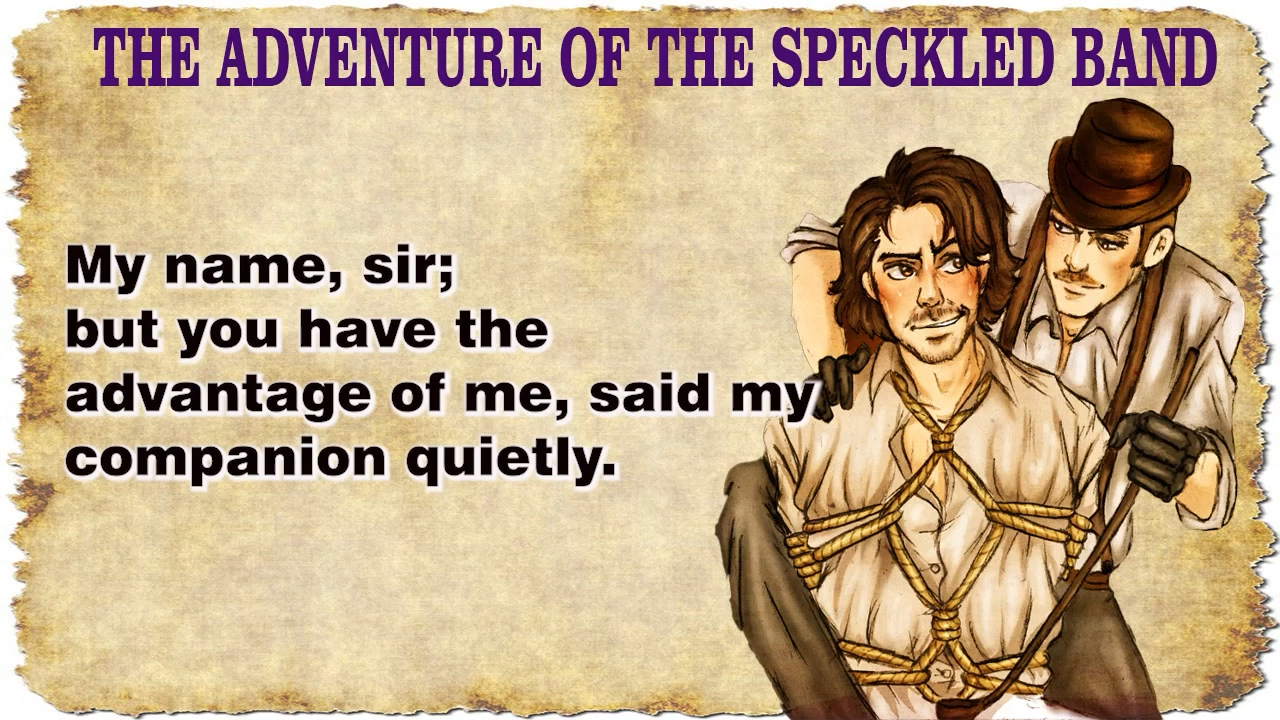 THE ADVENTURE OF THE SPECKLED BAND
My name, sir;
but you have the
advantage of me, said my
companion quietly.